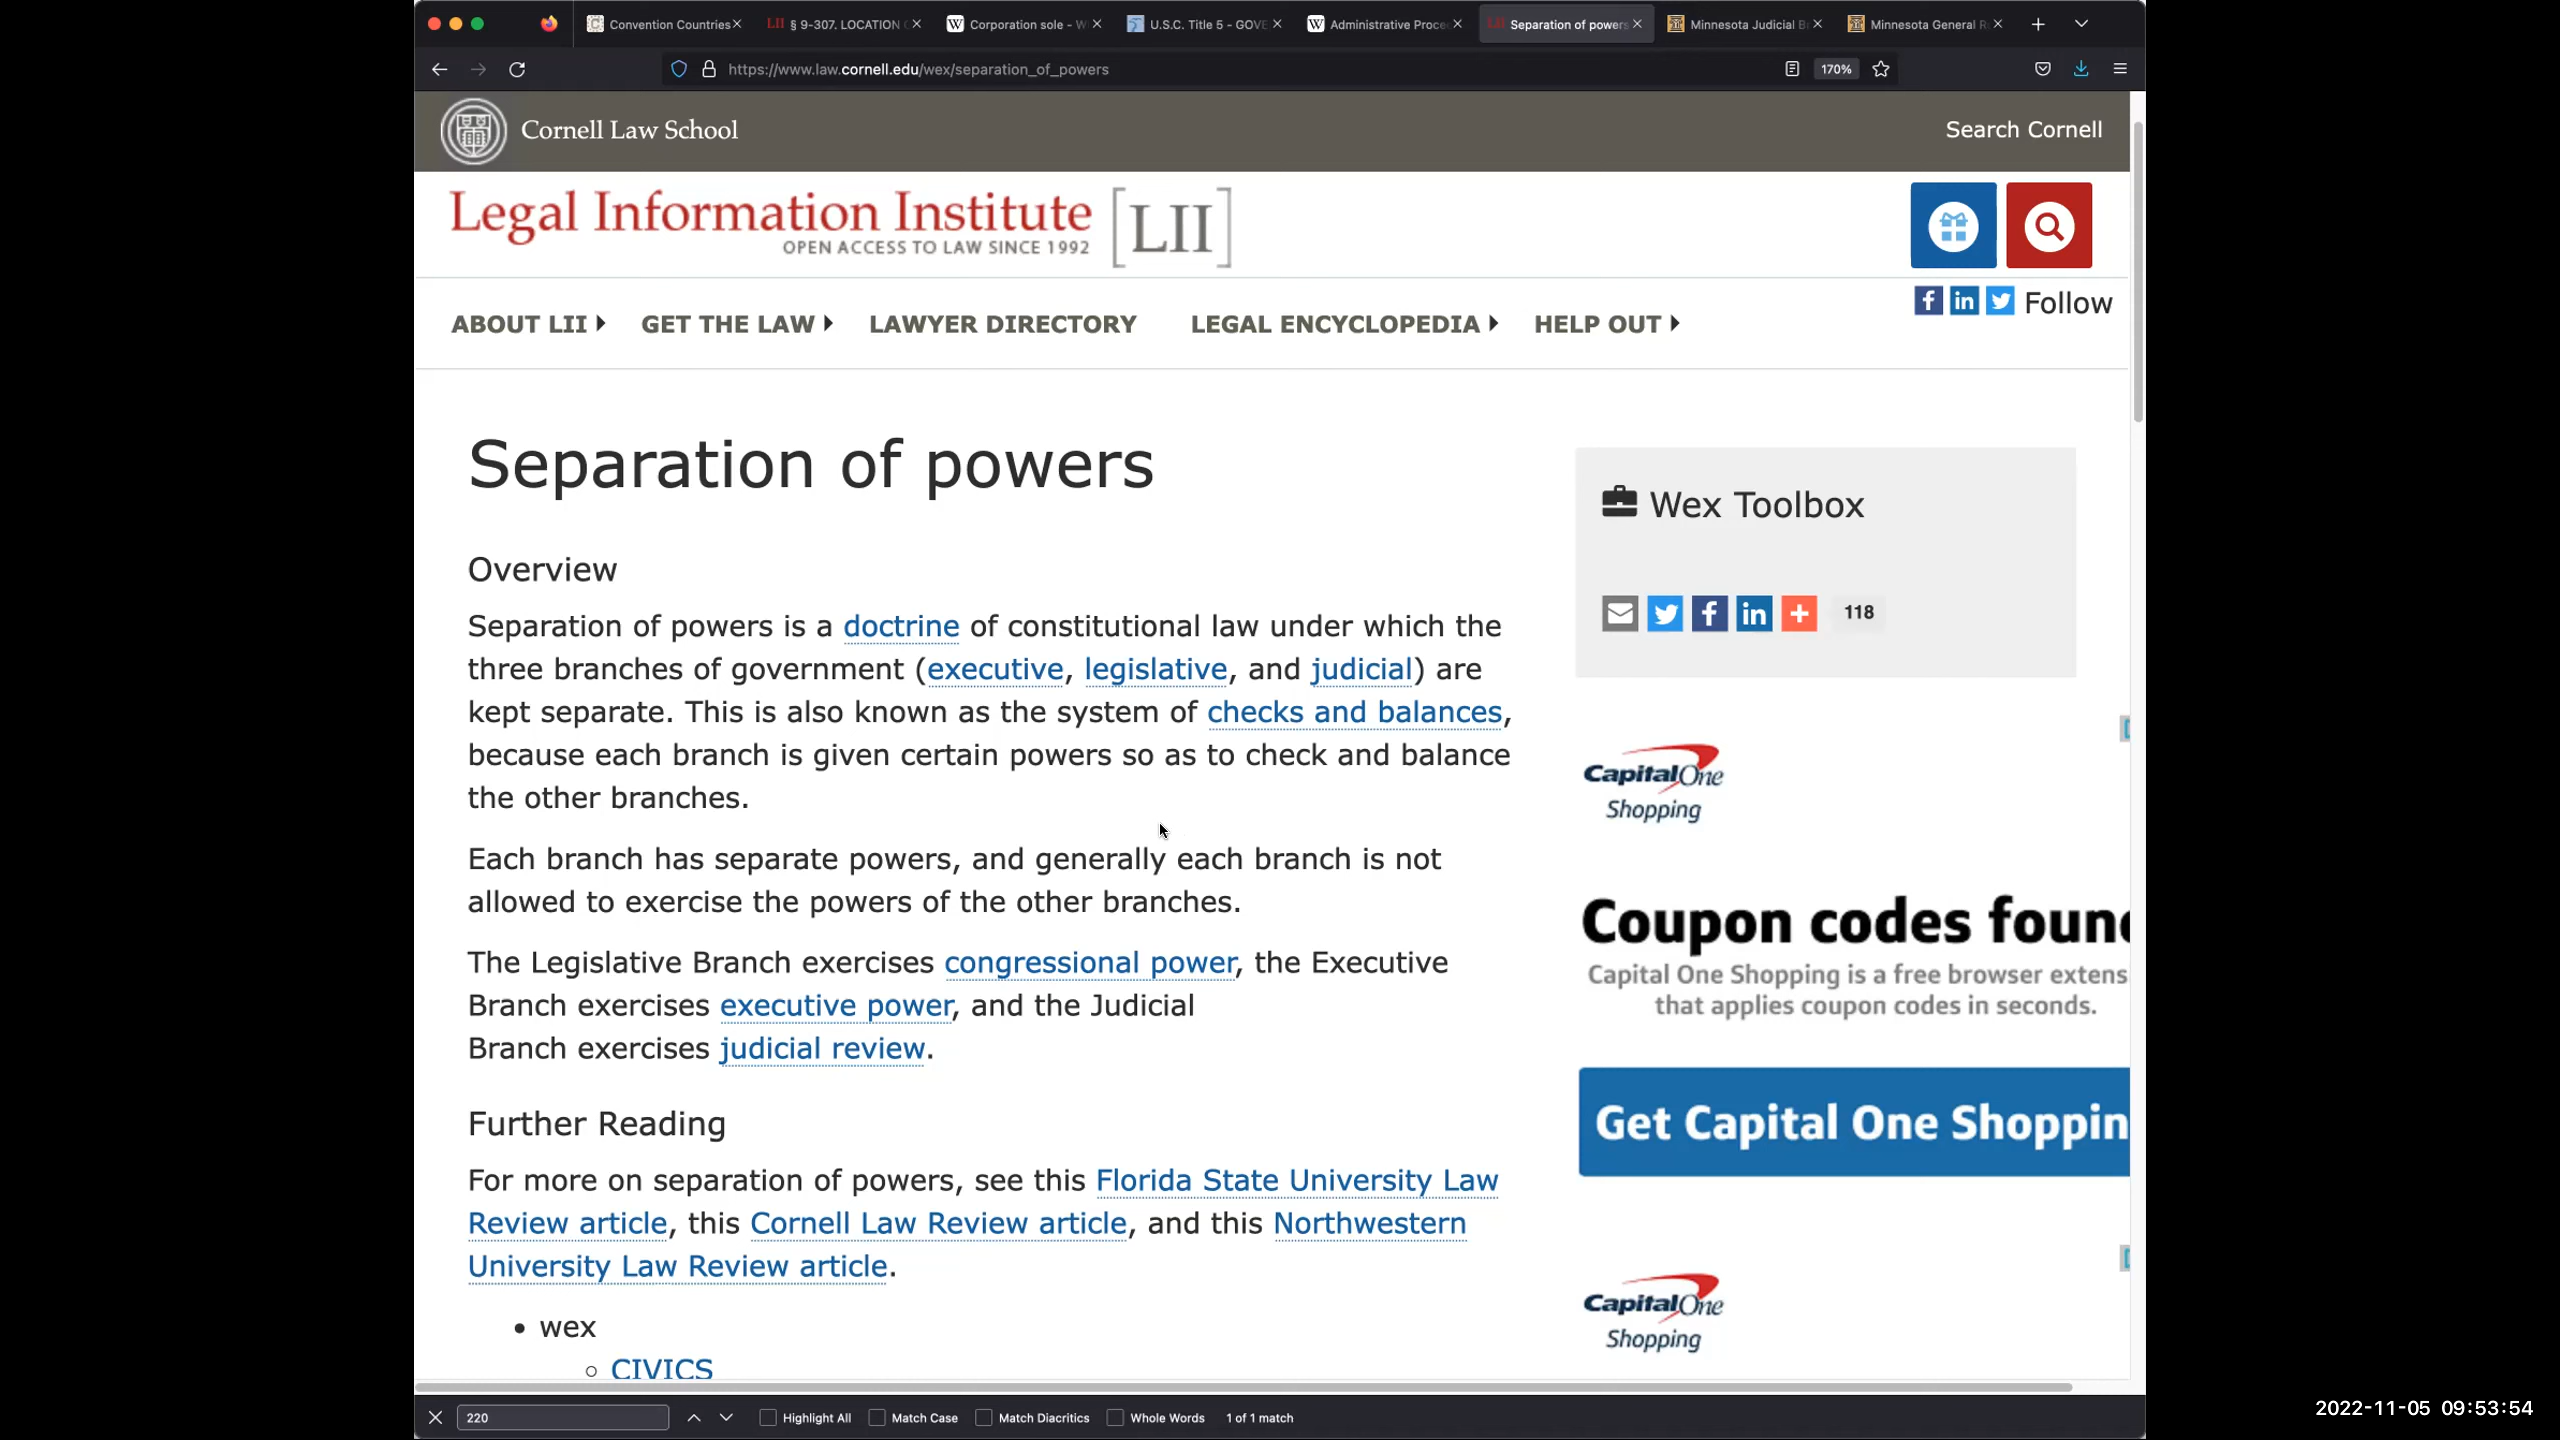 Convention Countries
LII § 9-307. LOCATION
W Corporation sole - W
U.S.C. Title 5 - GOVE
W Administrative Proce
LII Separation of powers
Minnesota Judicial B
Minnesota General R
https://www.law.cornell.edu/wex/separation_of_powers
170%
Cornell Law School
Search Cornell
Legal Information Institute [LII]
OPEN ACCESS TO LAW SINCE 1992
Follow
ABOUT LII GET THE LAW LAWYER DIRECTORY LEGAL ENCYCLOPEDIA HELP OUT
Separation of powers
Overview
Separation of powers is a doctrine of constitutional law under which the
three branches of government (executive, legislative, and judicial) are
kept separate. This is also known as the system of checks and balances,
because each branch is given certain powers so as to check and balance
the other branches.
Each branch has separate powers, and generally each branch is not
allowed to exercise the powers of the other branches.
The Legislative Branch exercises congressional power, the Executive
Branch exercises executive power, and the Judicial
Branch exercises judicial review.
Further Reading
For more on separation of powers, see this Florida State University Law
Review article, this Cornell Law Review article, and this Northwestern
University Law Review article.
• wex
○ CIVICS
Wex Toolbox
118
CapitalOne
Shopping
Coupon codes foun
Capital One Shopping is a free browser extens
that applies coupon codes in seconds.
Get Capital One Shoppin
CapitalOne
Shopping
220
Highlight All
Match Case
Match Diacritics
Whole Words
1 of 1 match
2022-11-05 09:53:54